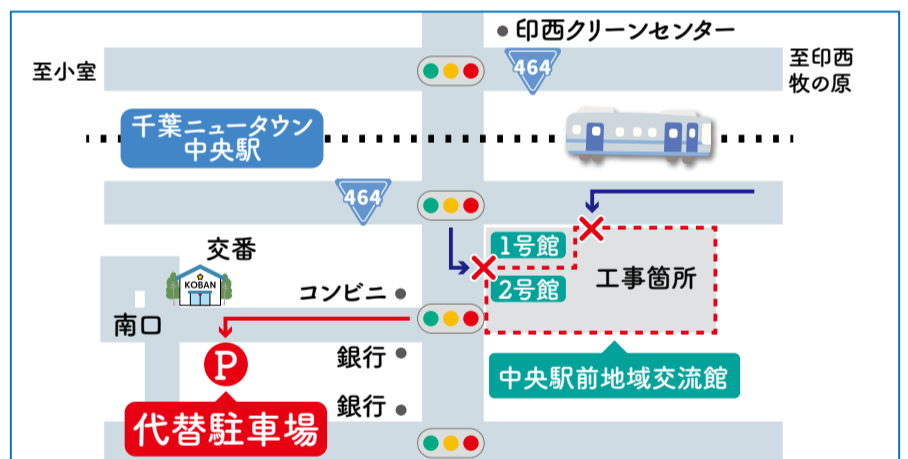 印西クリーンセンター
至小室
464
至印西
牧の原
千葉ニュータウン
中央駅
464
交番
KOBAN
1号館
2号館
工事箇所
コンビニ
南口
銀行
P
中央駅前地域交流館
銀行
代替駐車場